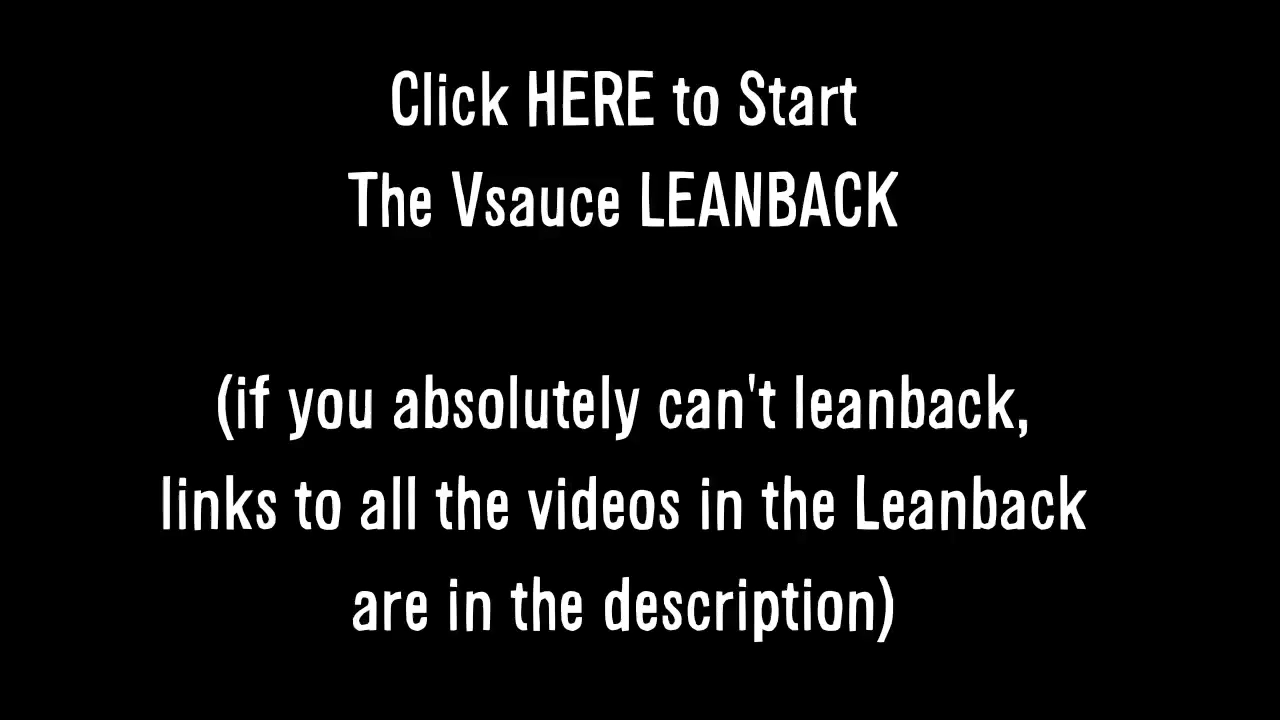 Click HERE to Start
The Vsauce LEANBACK
(if you absolutely can't leanback,
links to all the videos in the Leanback
are in the description)